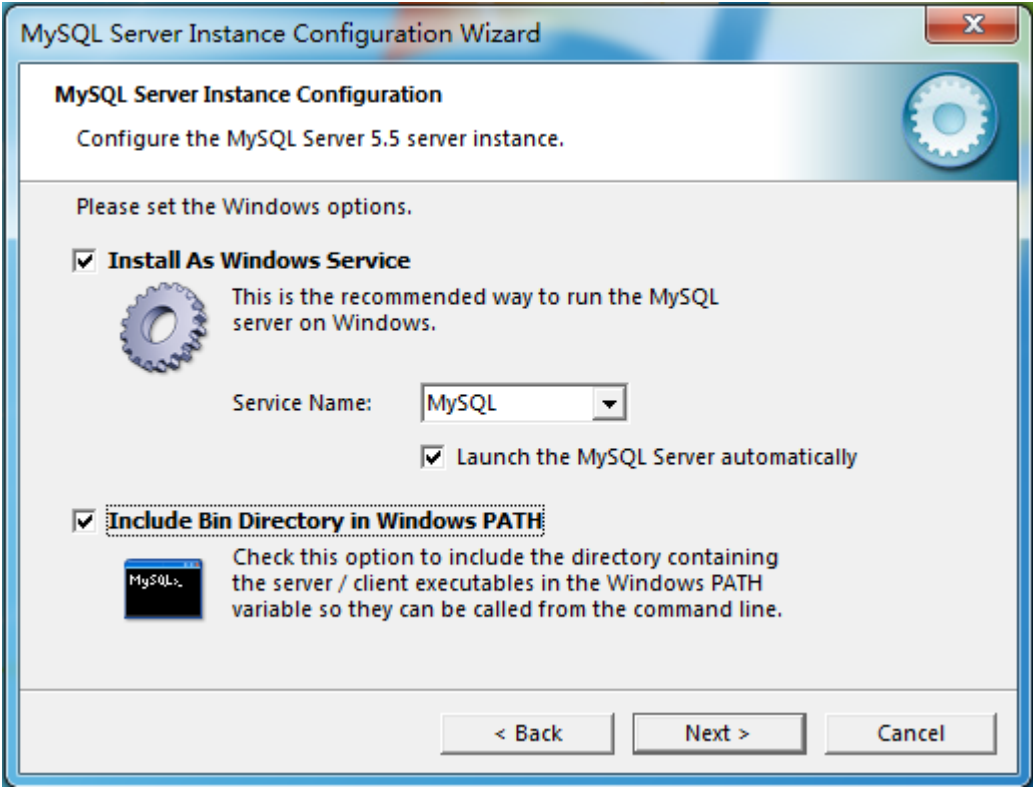 MySQL Server Instance Configuration Wizard
MySQL Server Instance Configuration
Configure the MySQL Server 5.5 server instance.
Please set the Windows options.
Install As Windows Service
This is the recommended way to run the MySQL
server on Windows.
Service Name: MySQL
Launch the MySQL Server automatically
Include Bin Directory in Windows PATH
Check this option to include the directory containing
MySQL>_ the server / client executables in the Windows PATH
variable so they can be called from the command line.
< Back Next > Cancel